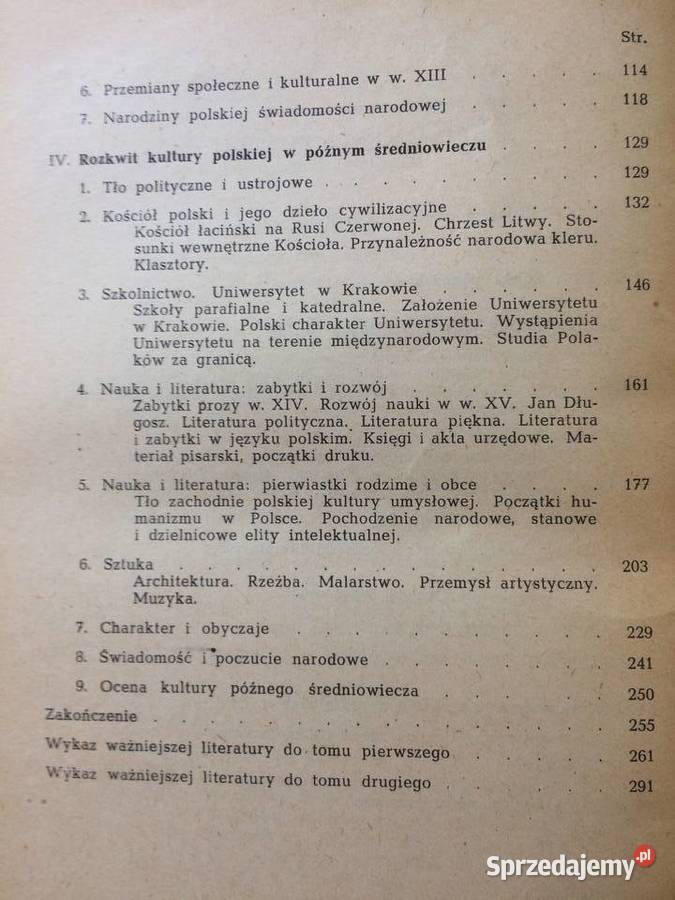 Str.
6. Przemiany społeczne i kulturalne w w. XIII . . . . . 114
7. Narodziny polskiej świadomości narodowej . . . . . 118
IV. Rozkwit kultury polskiej w późnym średniowieczu . . . . 129
1. Tło polityczne i ustrojowe . . . . . . . . . . 129
2. Kościół polski i jego dzieło cywilizacyjne . . . . . 132
Kościół łaciński na Rusi Czerwonej. Chrzest Litwy. Sto-
sunki wewnętrzne Kościoła. Przynależność narodowa kleru.
Klasztory.
3. Szkolnictwo. Uniwersytet w Krakowie . . . . . . 146
Szkoły parafialne i katedralne. Założenie Uniwersytetu
w Krakowie. Polski charakter Uniwersytetu. Wystąpienia
Uniwersytetu na terenie międzynarodowym. Studia Pola-
ków za granicą.
4. Nauka i literatura: zabytki i rozwój . . . . . . . 161
Zabytki prozy w. XIV. Rozwój nauki w w. XV. Jan Dłu-
gosz. Literatura polityczna. Literatura piękna. Literatura
i zabytki w języku polskim. Księgi i akta urzędowe. Ma-
teriał pisarski, początki druku.
5. Nauka i literatura: pierwiastki rodzime i obce . . . . 177
Tło zachodnie polskiej kultury umysłowej. Początki hu-
manizmu w Polsce. Pochodzenie narodowe, stanowe
i dzielnicowe elity intelektualnej.
6. Sztuka . . . . . . . . . . . . . . . 203
Architektura. Rzeźba. Malarstwo. Przemysł artystyczny.
Muzyka.
7. Charakter i obyczaje . . . . . . . . . . . 229
8. Świadomość i poczucie narodowe . . . . . . . . 241
9. Ocena kultury późnego średniowiecza . . . . . 250
Zakończenie . . . . . . . . . . . . . . . 255
Wykaz ważniejszej literatury do tomu pierwszego . . . . . 261
Wykaz ważniejszej literatury do tomu drugiego . . . . . 291
Sprzedajemy.pl